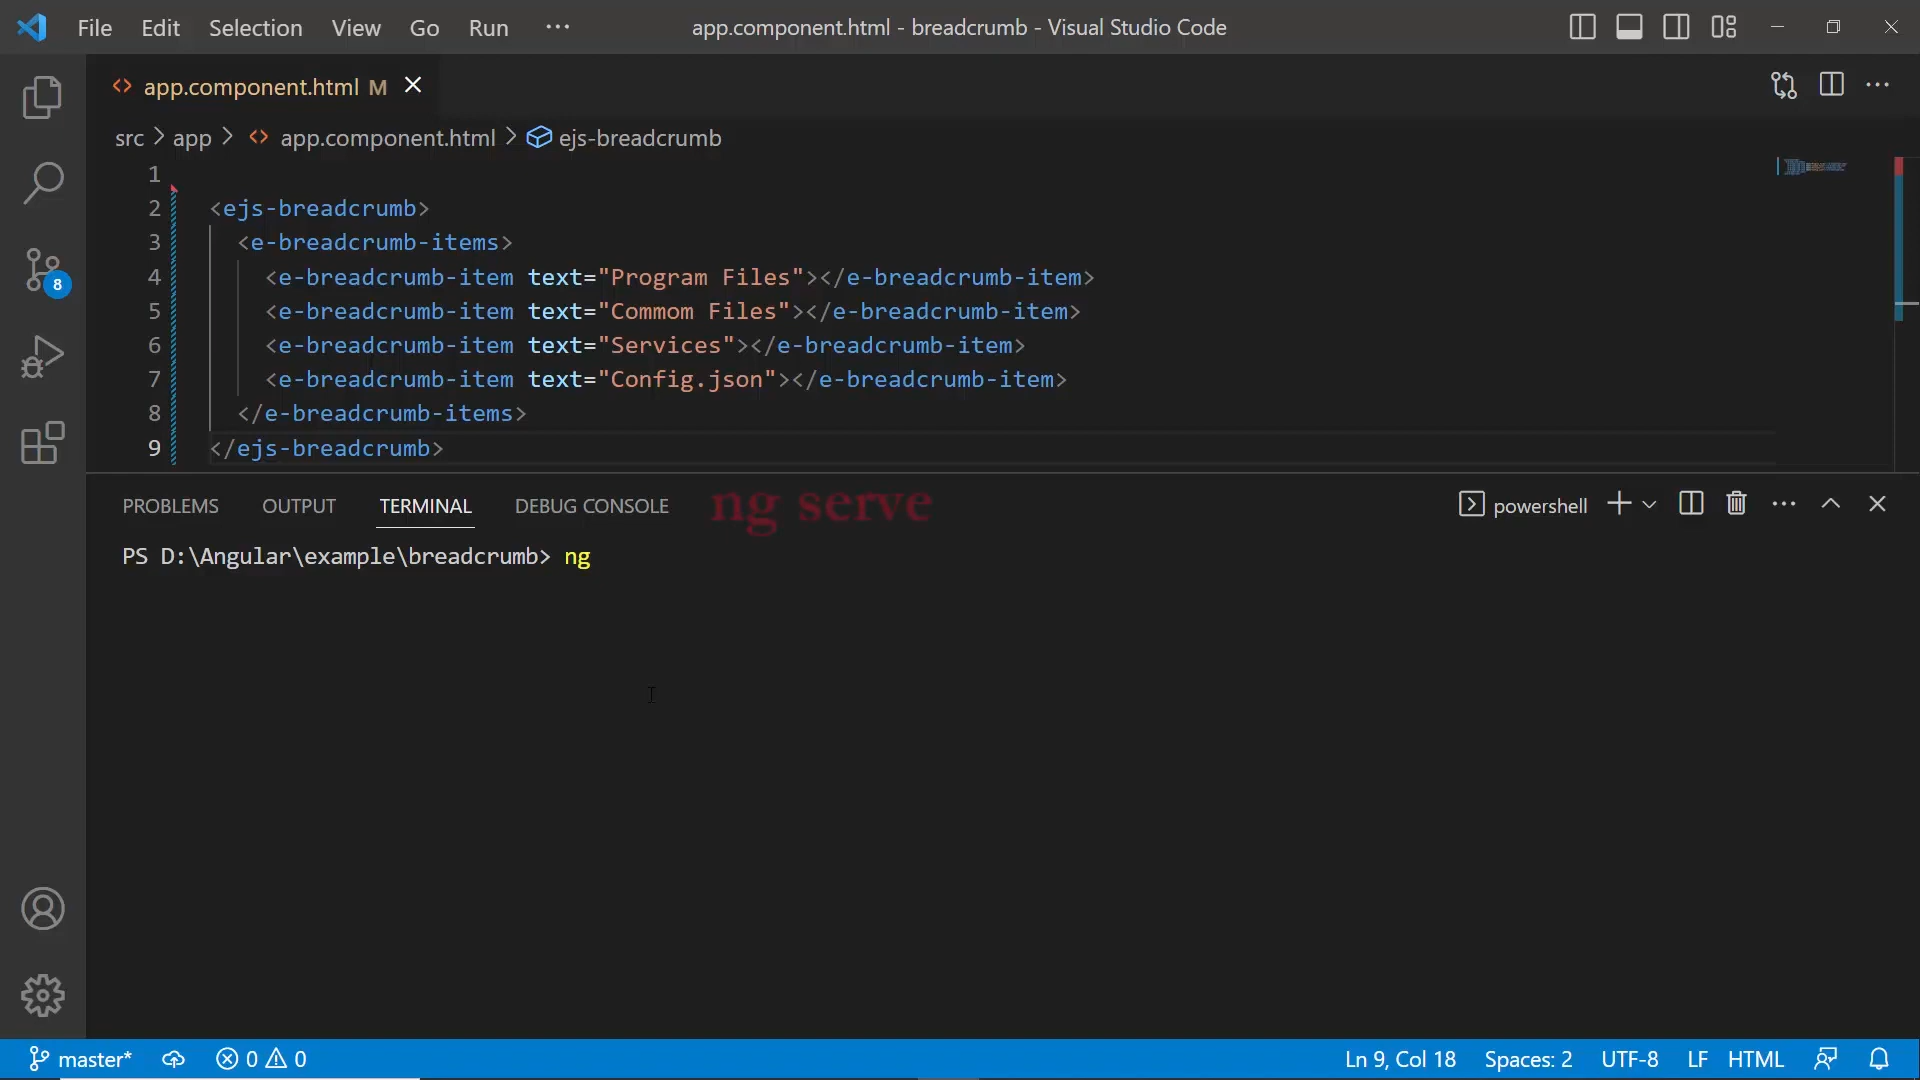 File Edit Selection View Go Run ··· app.component.html - breadcrumb - Visual Studio Code
app.component.html M
src > app > app.component.html > ejs-breadcrumb
1
2 <ejs-breadcrumb>
3 <e-breadcrumb-items>
4 <e-breadcrumb-item text="Program Files"></e-breadcrumb-item>
5 <e-breadcrumb-item text="Commom Files"></e-breadcrumb-item>
6 <e-breadcrumb-item text="Services"></e-breadcrumb-item>
7 <e-breadcrumb-item text="Config.json"></e-breadcrumb-item>
8 </e-breadcrumb-items>
9 </ejs-breadcrumb>
8
PROBLEMS OUTPUT TERMINAL DEBUG CONSOLE ng serve powershell
PS D:\Angular\example\breadcrumb> ng
master* 0 0 Ln 9, Col 18 Spaces: 2 UTF-8 LF HTML